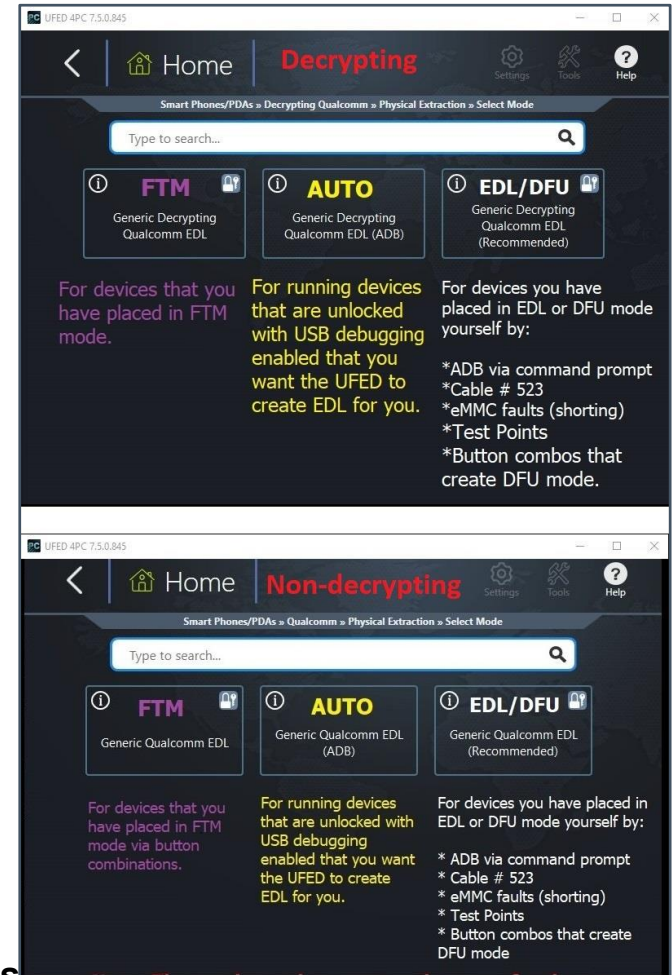 UFED 4PC 7.5.0.845
Home
Decrypting
Settings
Tools
Help
Smart Phones/PDAs » Decrypting Qualcomm » Physical Extraction » Select Mode
Type to search...
FTM
Generic Decrypting
Qualcomm EDL
AUTO
Generic Decrypting
Qualcomm EDL (ADB)
EDL/DFU
Generic Decrypting
Qualcomm EDL
(Recommended)
For devices that you
have placed in FTM
mode.
For running devices
that are unlocked
with USB debugging
enabled that you
want the UFED to
create EDL for you.
For devices you have
placed in EDL or DFU mode
yourself by:
*ADB via command prompt
*Cable # 523
*eMMC faults (shorting)
*Test Points
*Button combos that
create DFU mode.
UFED 4PC 7.5.0.845
Home
Non-decrypting
Settings
Tools
Help
Smart Phones/PDAs » Qualcomm » Physical Extraction » Select Mode
Type to search...
FTM
Generic Qualcomm EDL
AUTO
Generic Qualcomm EDL
(ADB)
EDL/DFU
Generic Qualcomm EDL
(Recommended)
For devices that you
have placed in FTM
mode via button
combinations.
For running devices
that are unlocked with
USB debugging
enabled that you want
the UFED to create
EDL for you.
For devices you have placed in
EDL or DFU mode yourself by:
* ADB via command prompt
* Cable # 523
* eMMC faults (shorting)
* Test Points
* Button combos that create
DFU mode
s